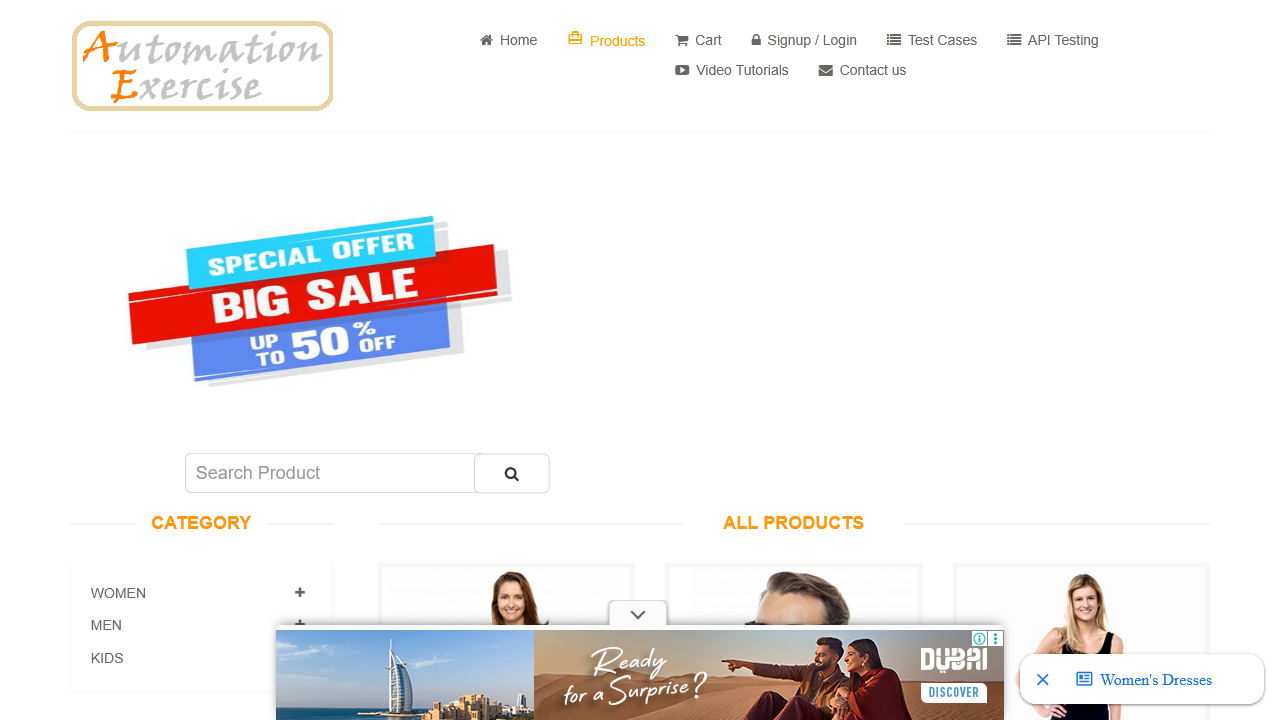 Automation
Exercise
Home
Products
Cart
Signup / Login
Test Cases
API Testing
Video Tutorials
Contact us
SPECIAL OFFER
BIG SALE
UP TO 50% OFF
Search Product
CATEGORY
ALL PRODUCTS
WOMEN
MEN
KIDS
Ready
for a Surprise?
DUBAI
DISCOVER
Women's Dresses